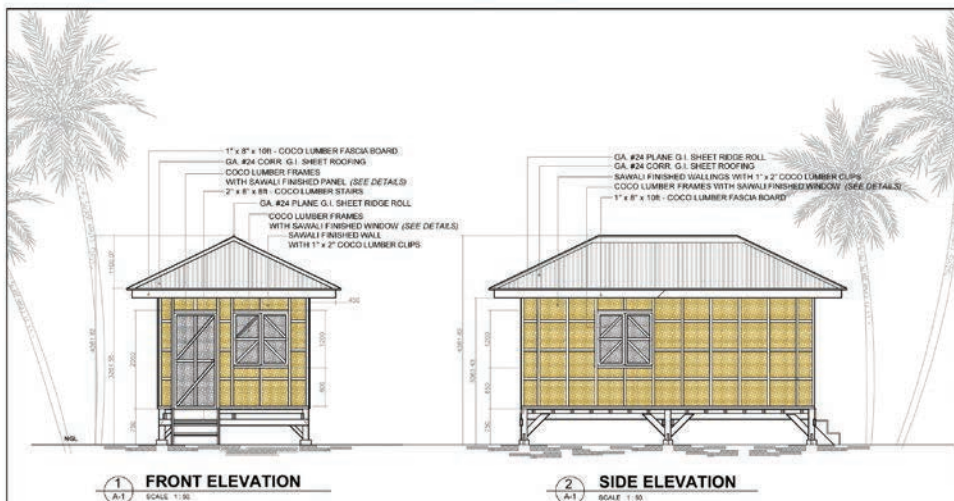 1" x 8" x 10ft - COCO LUMBER FASCIA BOARD
GA. #24 CORR. G.I. SHEET ROOFING
COCO LUMBER FRAMES
WITH SAWALI FINISHED PANEL (SEE DETAILS)
2" x 8" x 8ft - COCO LUMBER STAIRS
GA. #24 PLANE G.I. SHEET RIDGE ROLL
COCO LUMBER FRAMES
WITH SAWALI FINISHED WINDOW (SEE DETAILS)
SAWALI FINISHED WALL
WITH 1" x 2" COCO LUMBER CLIPS
450
1200
600
750
NGL
1
A-1
FRONT ELEVATION
SCALE 1:50
GA. #24 PLANE G.I. SHEET RIDGE ROLL
GA. #24 CORR. G.I. SHEET ROOFING
SAWALI FINISHED WALLINGS WITH 1" x 2" COCO LUMBER CLIPS
COCO LUMBER FRAMES WITH SAWALI FINISHED WINDOW (SEE DETAILS)
1" x 8" x 10ft - COCO LUMBER FASCIA BOARD
1200
750
2
A-1
SIDE ELEVATION
SCALE 1:50